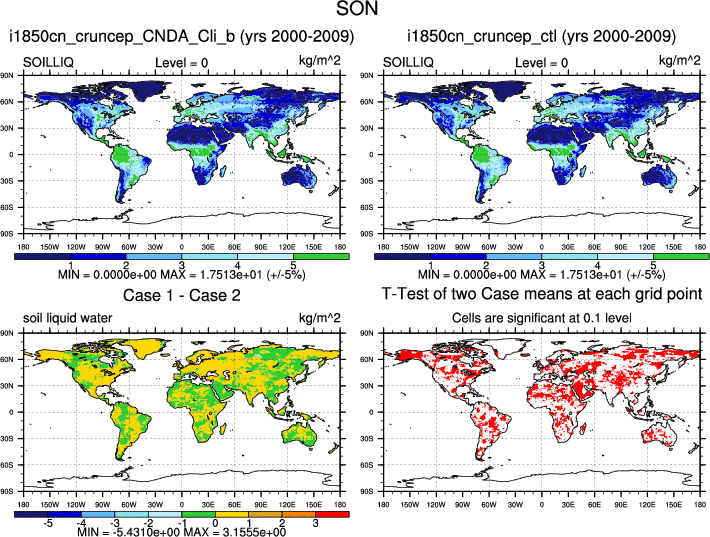 SON
i1850cn_cruncep_CNDA_Cli_b (yrs 2000-2009)
SOILLIQ Level = 0 kg/m^2
90N
60N
30N
0
30S
60S
90S
180 150W 120W 90W 60W 30W 0 30E 60E 90E 120E 150E 180
1 2 3 4 5
MIN = 0.0000e+00 MAX = 1.7513e+01 (+/-5%)
i1850cn_cruncep_ctl (yrs 2000-2009)
SOILLIQ Level = 0 kg/m^2
90N
60N
30N
0
30S
60S
90S
180 150W 120W 90W 60W 30W 0 30E 60E 90E 120E 150E 180
1 2 3 4 5
MIN = 0.0000e+00 MAX = 1.7513e+01 (+/-5%)
Case 1 - Case 2
soil liquid water kg/m^2
90N
60N
30N
0
30S
60S
90S
180 150W 120W 90W 60W 30W 0 30E 60E 90E 120E 150E 180
-5 -4 -3 -2 -1 0 1 2 3
MIN = -5.4310e+00 MAX = 3.1555e+00
T-Test of two Case means at each grid point
Cells are significant at 0.1 level
90N
60N
30N
0
30S
60S
90S
180 150W 120W 90W 60W 30W 0 30E 60E 90E 120E 150E 180